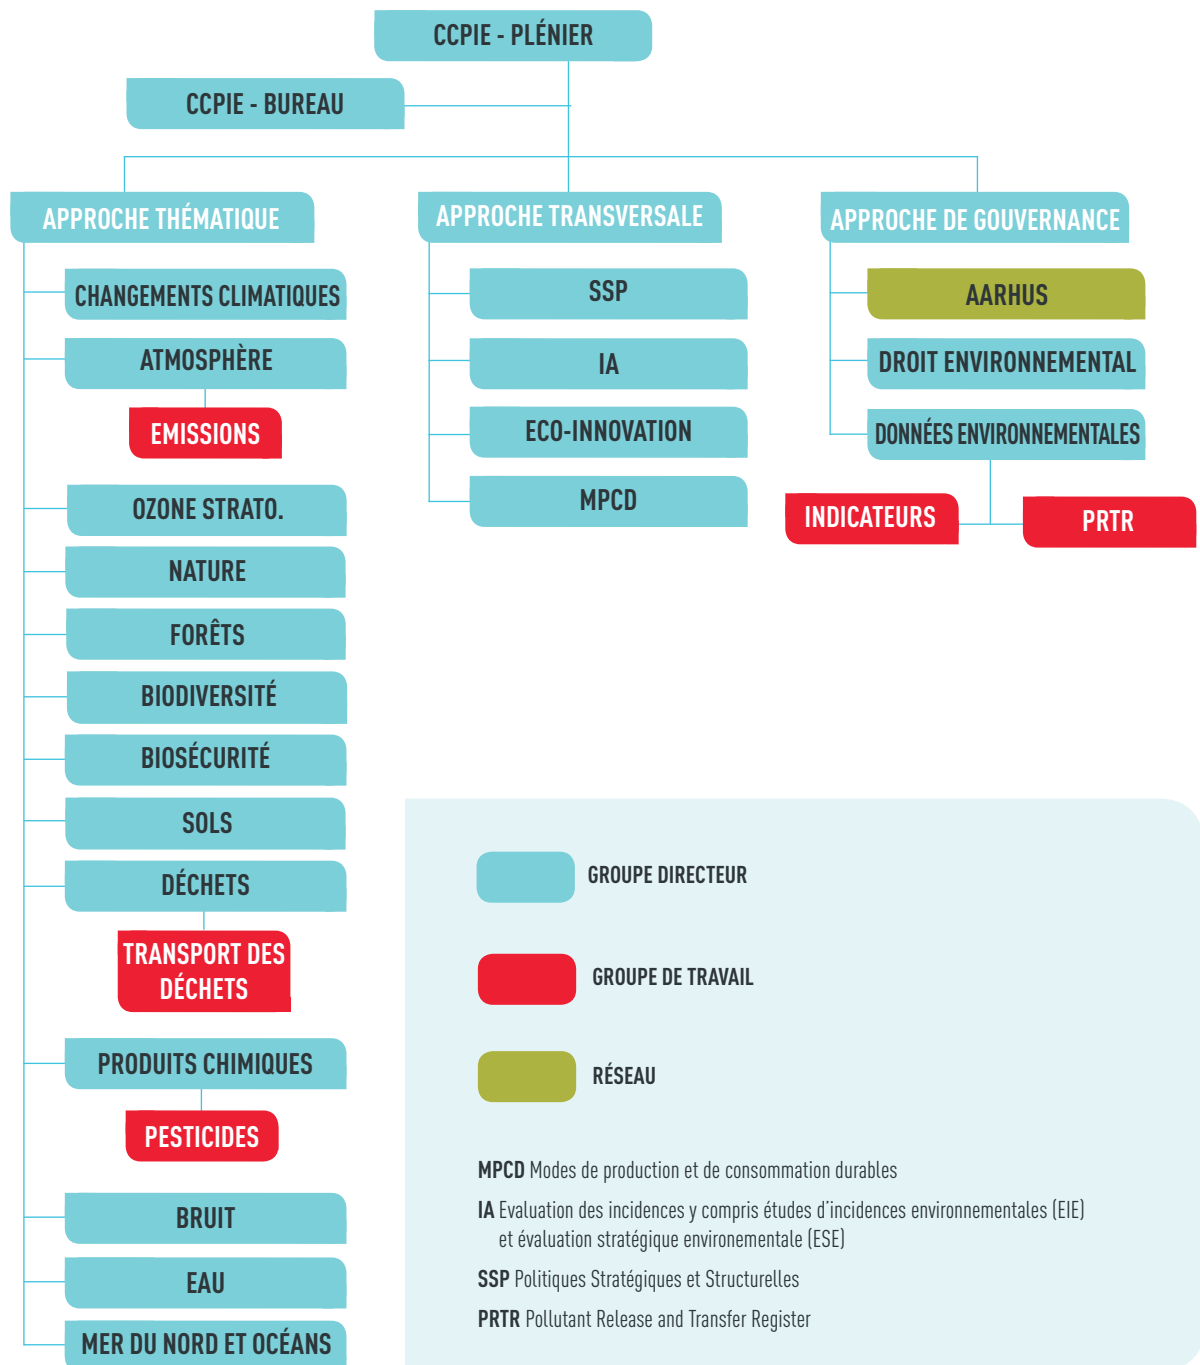 CCPIE - PLÉNIER
CCPIE - BUREAU
APPROCHE THÉMATIQUE
CHANGEMENTS CLIMATIQUES
ATMOSPHÈRE
EMISSIONS
OZONE STRATO.
NATURE
FORÊTS
BIODIVERSITÉ
BIOSÉCURITÉ
SOLS
DÉCHETS
TRANSPORT DES
DÉCHETS
PRODUITS CHIMIQUES
PESTICIDES
BRUIT
EAU
MER DU NORD ET OCÉANS
APPROCHE TRANSVERSALE
SSP
IA
ECO-INNOVATION
MPCD
APPROCHE DE GOUVERNANCE
AARHUS
DROIT ENVIRONNEMENTAL
DONNÉES ENVIRONNEMENTALES
INDICATEURS
PRTR
GROUPE DIRECTEUR
GROUPE DE TRAVAIL
RÉSEAU
MPCD Modes de production et de consommation durables
IA Evaluation des incidences y compris études d'incidences environnementales (EIE)
et évaluation stratégique environementale (ESE)
SSP Politiques Stratégiques et Structurelles
PRTR Pollutant Release and Transfer Register